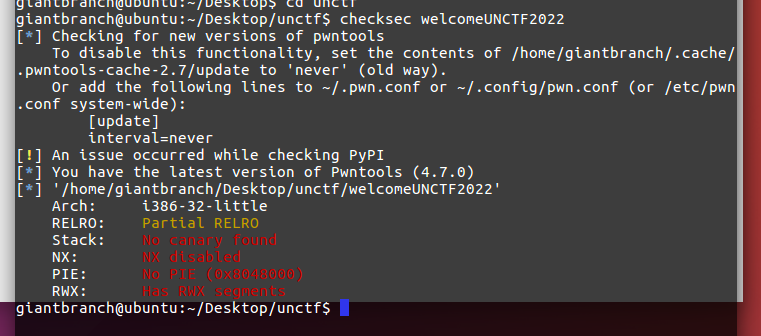 giantbranch@ubuntu:~/Desktop$ cd unctf
giantbranch@ubuntu:~/Desktop/unctf$ checksec welcomeUNCTF2022
[*] Checking for new versions of pwntools
    To disable this functionality, set the contents of /home/giantbranch/.cache/
.pwntools-cache-2.7/update to 'never' (old way).
    Or add the following lines to ~/.pwn.conf or ~/.config/pwn.conf (or /etc/pwn
.conf system-wide):
        [update]
        interval=never
[!] An issue occurred while checking PyPI
[*] You have the latest version of Pwntools (4.7.0)
[*] '/home/giantbranch/Desktop/unctf/welcomeUNCTF2022'
    Arch:     i386-32-little
    RELRO:    Partial RELRO
    Stack:    No canary found
    NX:       NX disabled
    PIE:      No PIE (0x8048000)
    RWX:      Has RWX segments
giantbranch@ubuntu:~/Desktop/unctf$